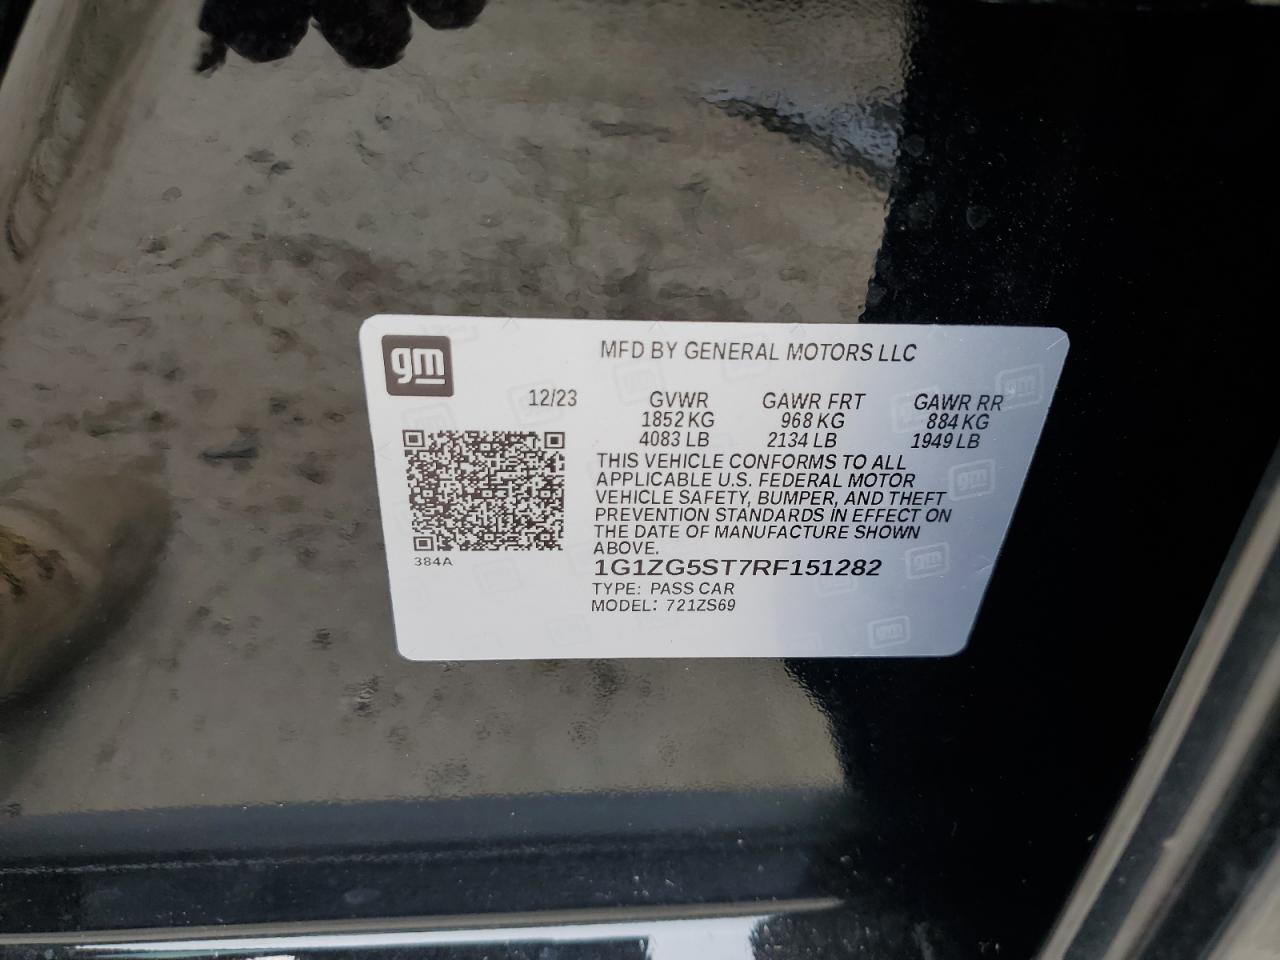 gm
MFD BY GENERAL MOTORS LLC
12/23 GVWR GAWR FRT GAWR RR
1852 KG 968 KG 884 KG
4083 LB 2134 LB 1949 LB
THIS VEHICLE CONFORMS TO ALL
APPLICABLE U.S. FEDERAL MOTOR
VEHICLE SAFETY, BUMPER, AND THEFT
PREVENTION STANDARDS IN EFFECT ON
THE DATE OF MANUFACTURE SHOWN
ABOVE.
384A
1G1ZG5ST7RF151282
TYPE: PASS CAR
MODEL: 721ZS69